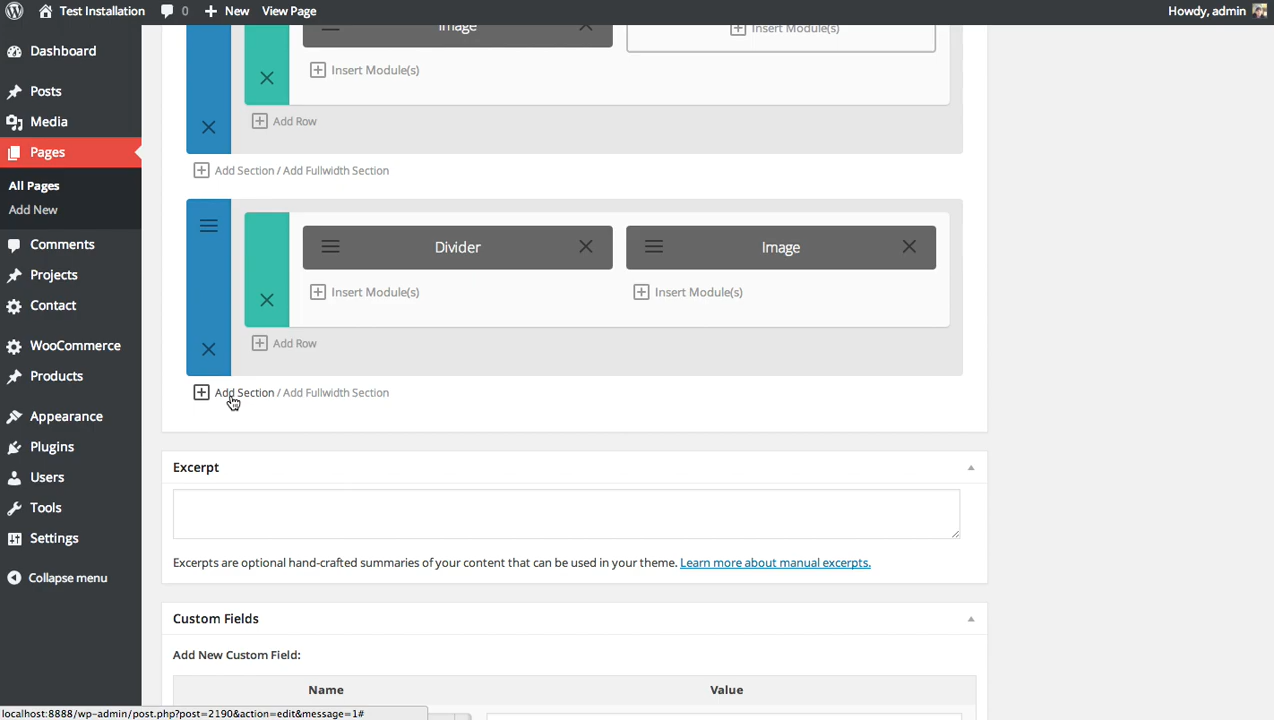 Test Installation 0 New View Page Howdy, admin
Dashboard
Posts
Media
Pages
All Pages
Add New
Comments
Projects
Contact
WooCommerce
Products
Appearance
Plugins
Users
Tools
Settings
Collapse menu
Image Insert Module(s)
Insert Module(s)
Add Row
Add Section / Add Fullwidth Section
Divider Image
Insert Module(s) Insert Module(s)
Add Row
Add Section / Add Fullwidth Section
Excerpt
Excerpts are optional hand-crafted summaries of your content that can be used in your theme. Learn more about manual excerpts.
Custom Fields
Add New Custom Field:
Name Value
localhost:8888/wp-admin/post.php?post=2190&action=edit&message=1#